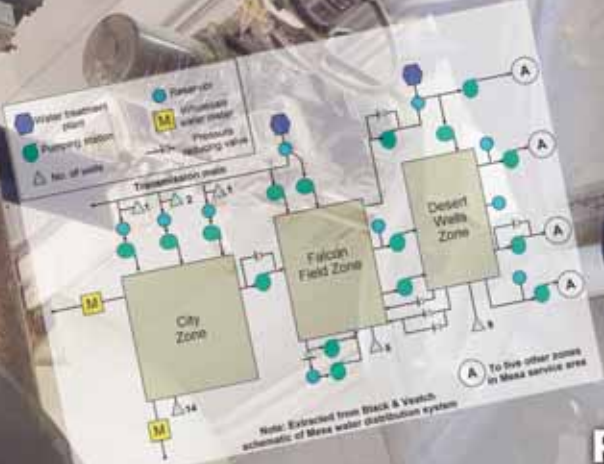 Reservoir
Water treatment
plant
M
Wholesale
water meter
Pumping station
Pressure
reducing valve
No. of wells
Transmission main
1
2
1
A
A
A
A
M
City
Zone
Falcon
Field Zone
Desert
Wells
Zone
14
M
5
9
A
To five other zones
in Mesa service area
Note: Extracted from Black & Veatch
schematic of Mesa water distribution system